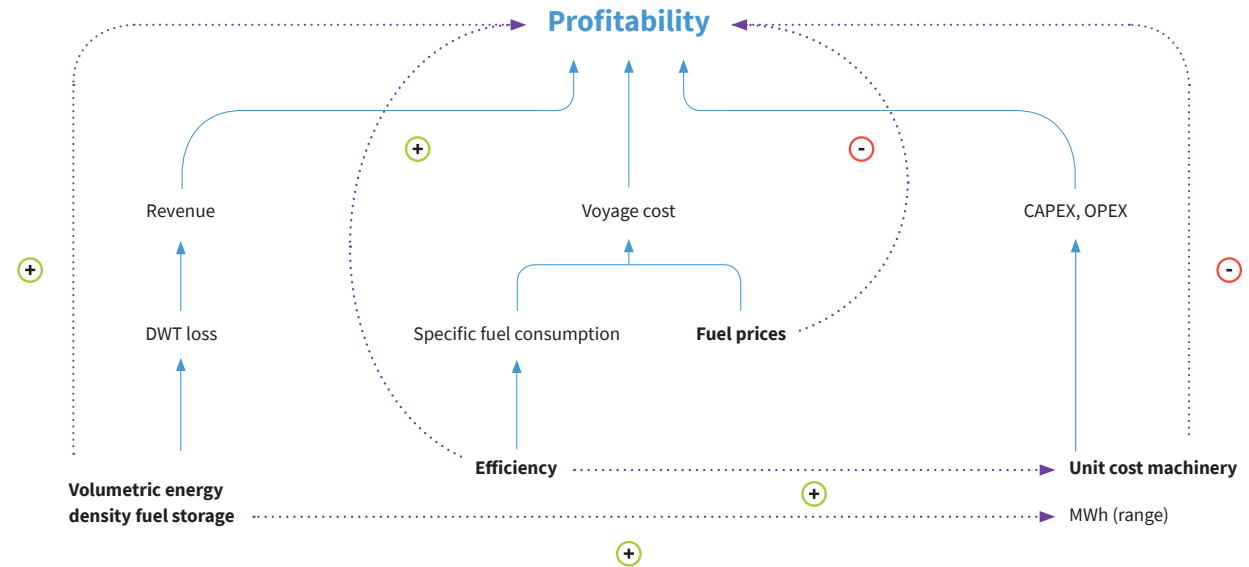 Profitability
+
-
Revenue
Voyage cost
CAPEX, OPEX
+
-
DWT loss
Specific fuel consumption
Fuel prices
Efficiency
Unit cost machinery
Volumetric energy
density fuel storage
+
MWh (range)
+